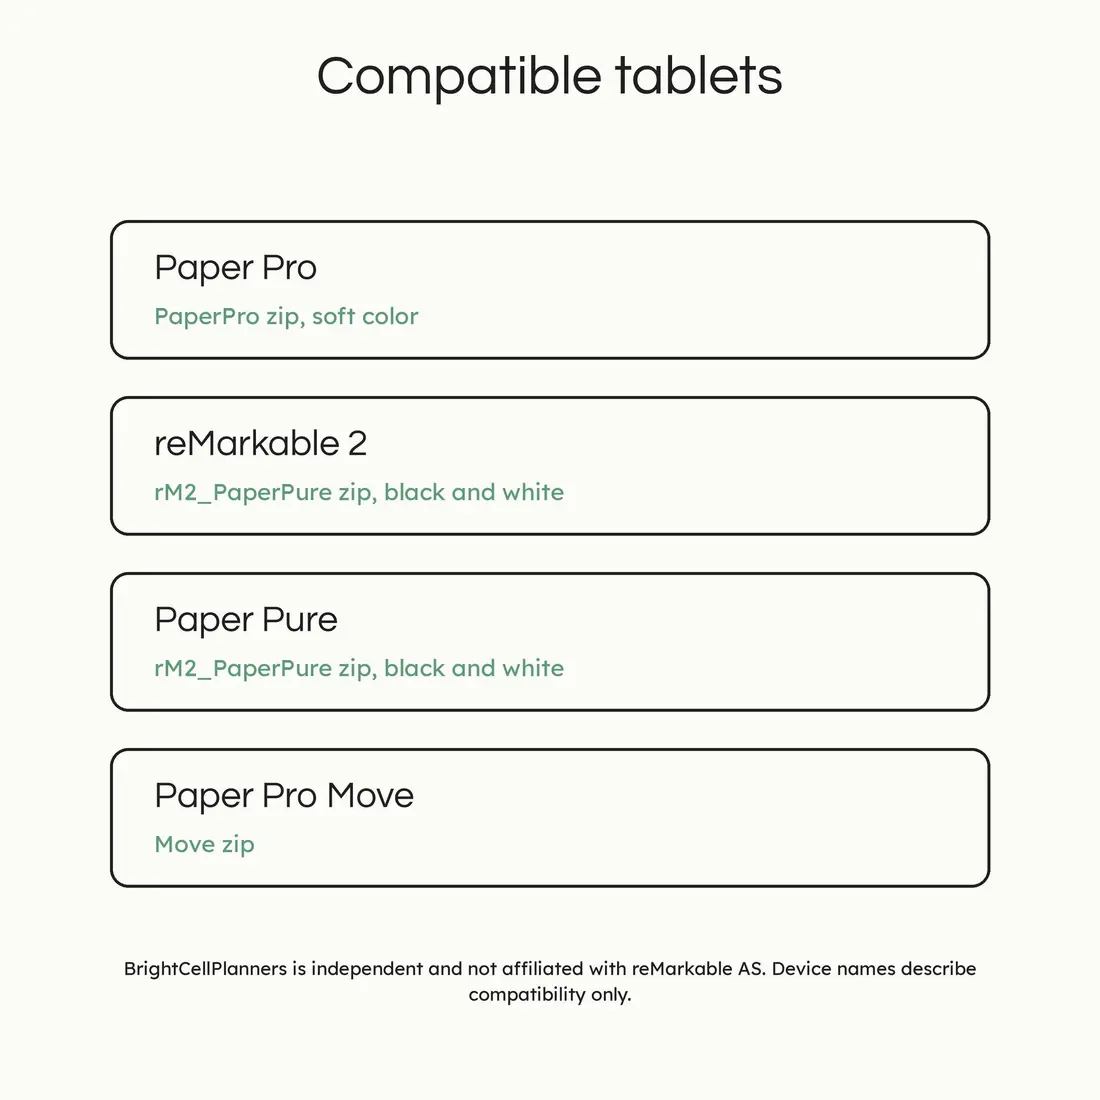 Compatible tablets
Paper Pro
PaperPro zip, soft color
reMarkable 2
rM2_PaperPure zip, black and white
Paper Pure
rM2_PaperPure zip, black and white
Paper Pro Move
Move zip
BrightCellPlanners is independent and not affiliated with reMarkable AS. Device names describe
compatibility only.